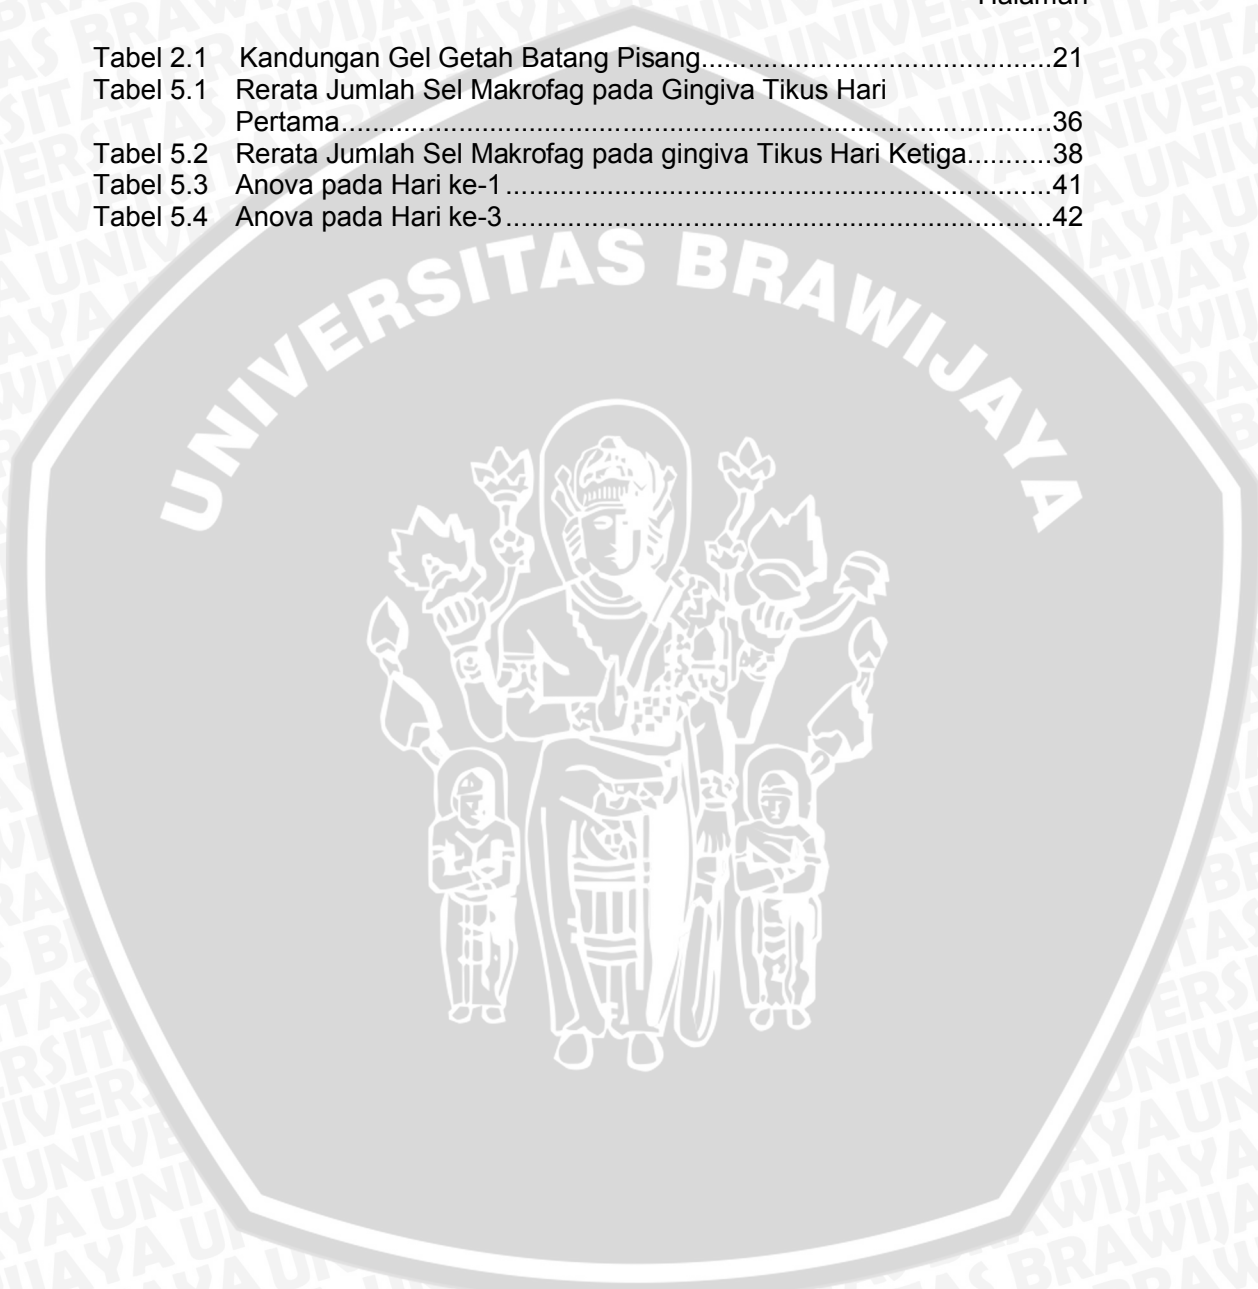 Halaman
Tabel 2.1 Kandungan Gel Getah Batang Pisang.............................................21
Tabel 5.1 Rerata Jumlah Sel Makrofag pada Gingiva Tikus Hari
Pertama...........................................................................................36
Tabel 5.2 Rerata Jumlah Sel Makrofag pada gingiva Tikus Hari Ketiga...........38
Tabel 5.3 Anova pada Hari ke-1......................................................................41
Tabel 5.4 Anova pada Hari ke-3......................................................................42
UNIVERSITAS BRAWIJAYA